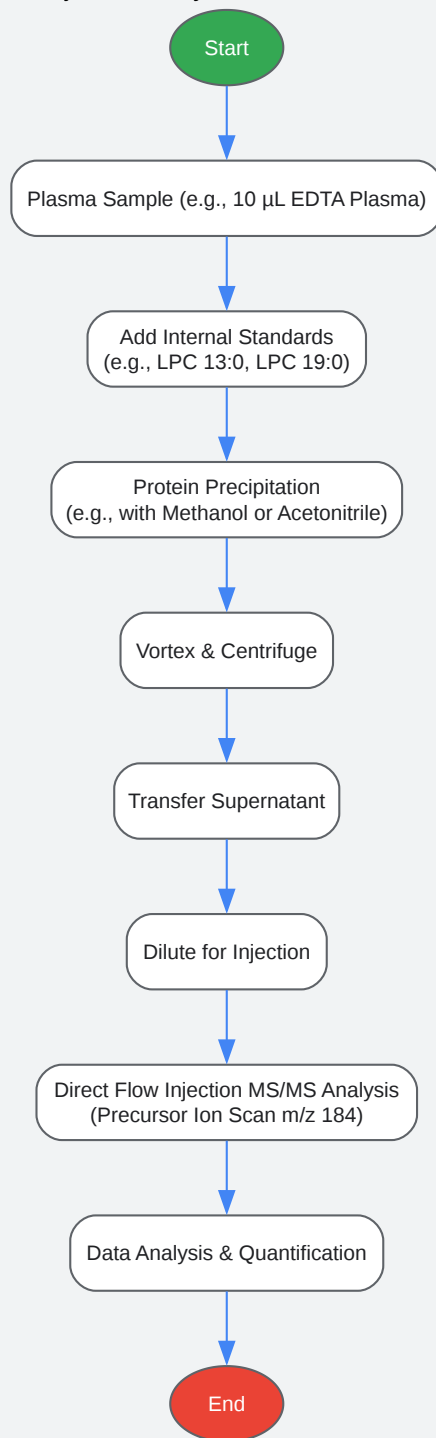 Start
Plasma Sample (e.g., 10 µL EDTA Plasma)
Add Internal Standards
(e.g., LPC 13:0, LPC 19:0)
Protein Precipitation
(e.g., with Methanol or Acetonitrile)
Vortex & Centrifuge
Transfer Supernatant
Dilute for Injection
Direct Flow Injection MS/MS Analysis
(Precursor Ion Scan m/z 184)
Data Analysis & Quantification
End